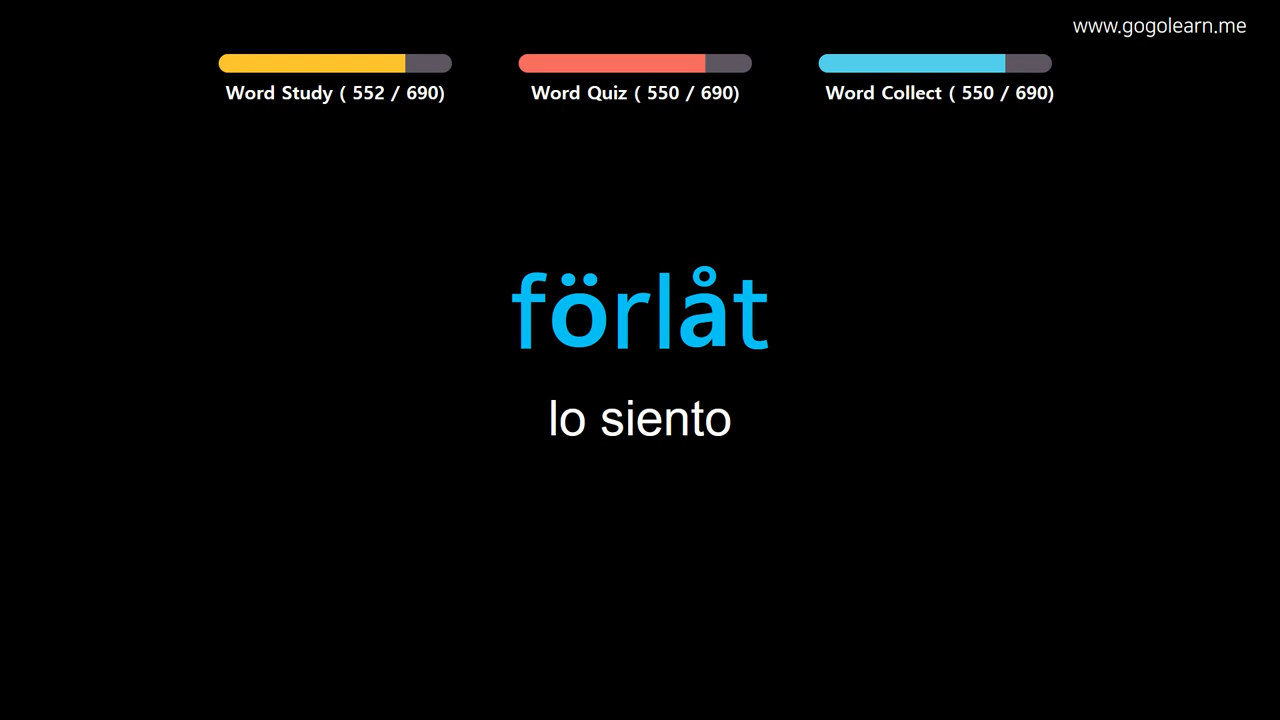 www.gogolearn.me
Word Study ( 552 / 690)
Word Quiz ( 550 / 690)
Word Collect ( 550 / 690)
förlåt
lo siento